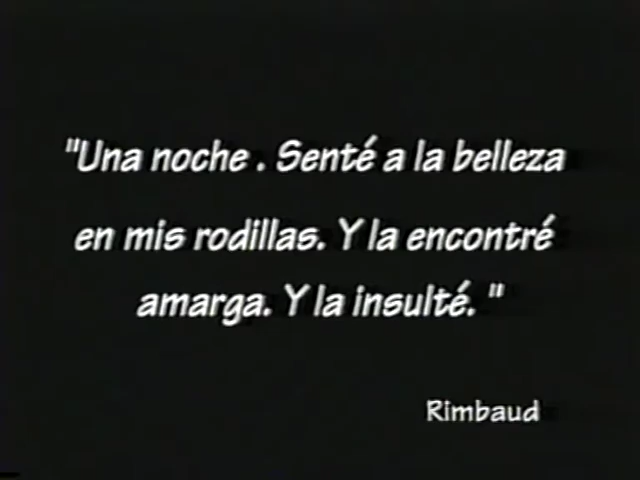 "Una noche . Senté a la belleza
en mis rodillas. Y la encontré
amarga. Y la insulté. "
Rimbaud